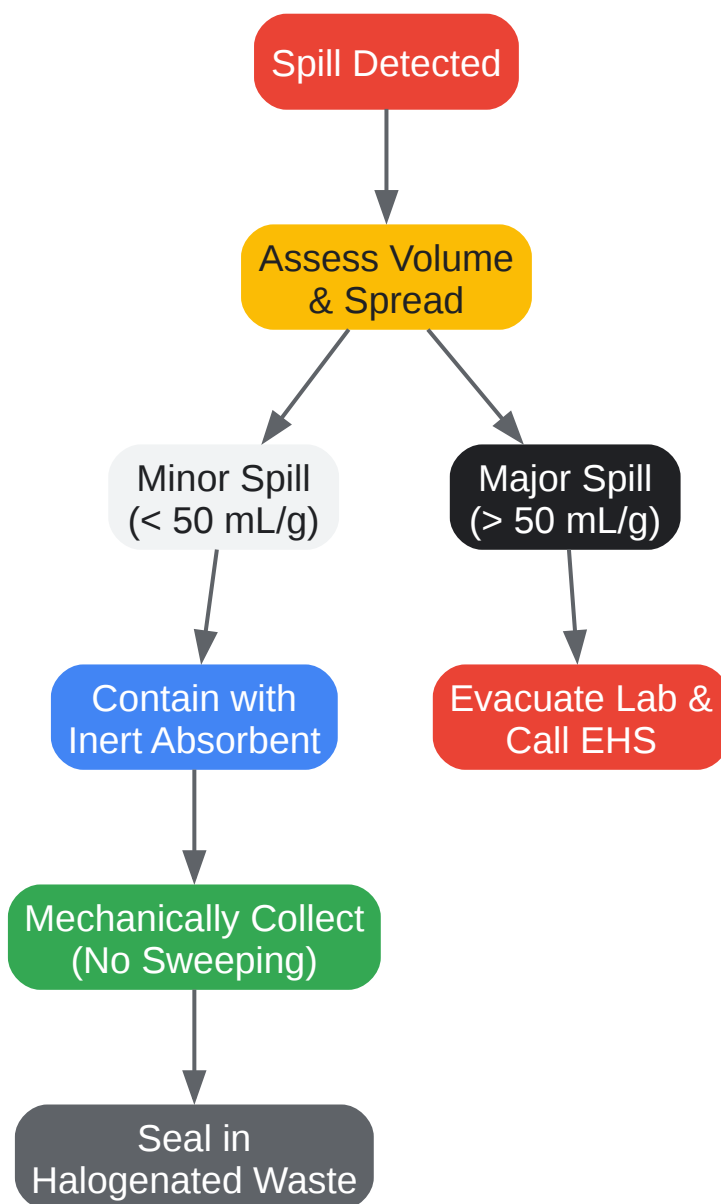 Spill Detected
Assess Volume
& Spread
Minor Spill
(< 50 mL/g)
Major Spill
(> 50 mL/g)
Contain with
Inert Absorbent
Evacuate Lab &
Call EHS
Mechanically Collect
(No Sweeping)
Seal in
Halogenated Waste